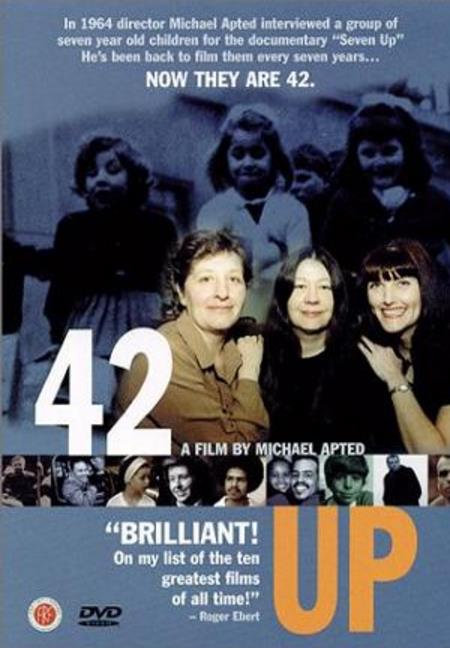 In 1964 director Michael Apted interviewed a group of
seven year old children for the documentary “Seven Up”
He’s been back to film them every seven years…
NOW THEY ARE 42.
42
A FILM BY MICHAEL APTED
UP
“BRILLIANT!
On my list of the ten
greatest films
of all time!”
– Roger Ebert
DVD